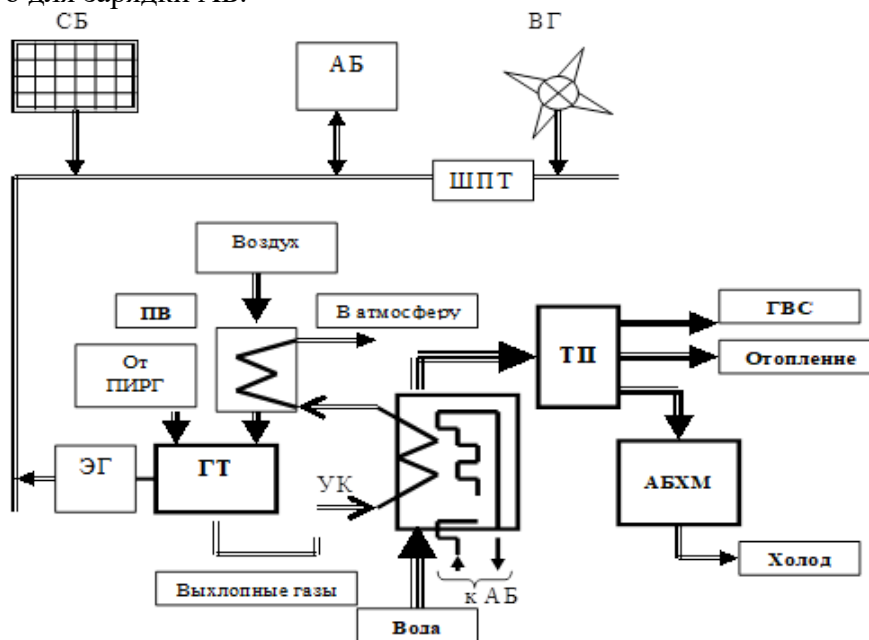 о для зарядки АБ.
СБ
АБ
ВГ
ШПТ
Воздух
ПВ
В атмосферу
ГВС
ТП
От
ПИРГ
Отопление
ЭГ
ГТ
УК
АБХМ
Холод
Выхлопные газы
к АБ
Вода